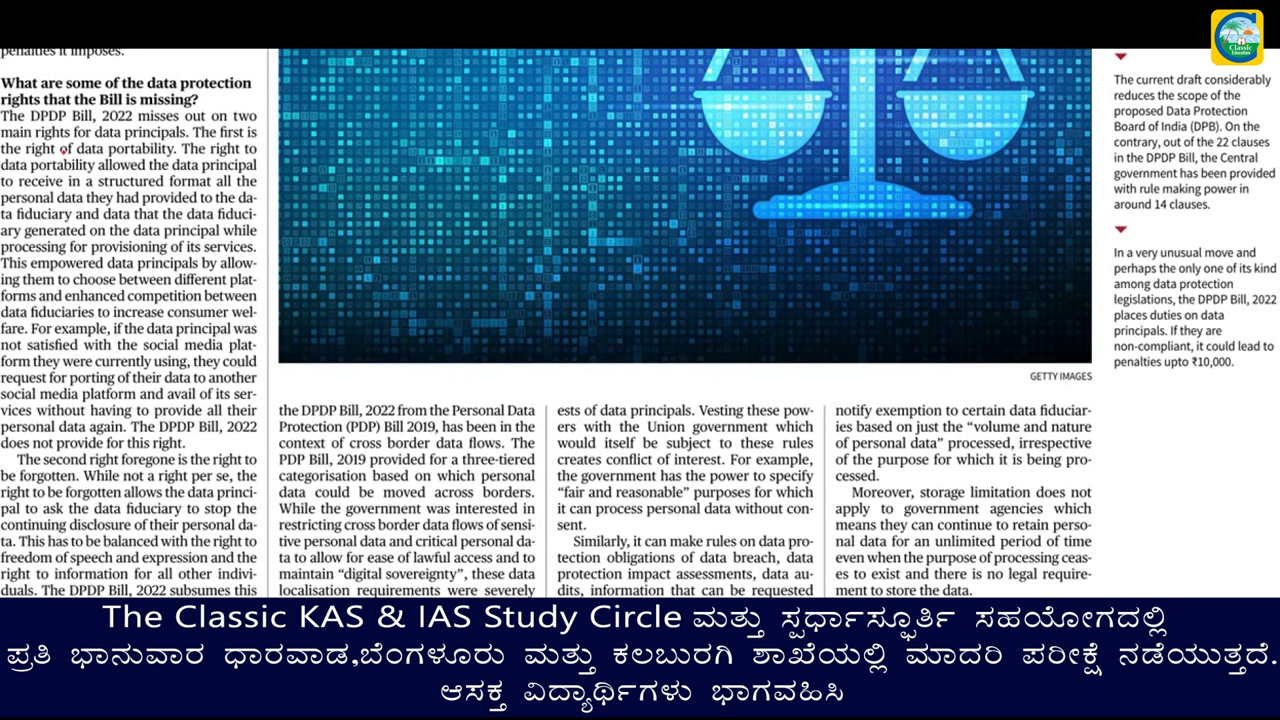 penalties it imposes.
What are some of the data protection
rights that the Bill is missing?
The DPDP Bill, 2022 misses out on two
main rights for data principals. The first is
the right of data portability. The right to
data portability allowed the data principal
to receive in a structured format all the
personal data they had provided to the da-
ta fiduciary and data that the data fiduci-
ary generated on the data principal while
processing for provisioning of its services.
This empowered data principals by allow-
ing them to choose between different plat-
forms and enhanced competition between
data fiduciaries to increase consumer wel-
fare. For example, if the data principal was
not satisfied with the social media plat-
form they were currently using, they could
request for porting of their data to another
social media platform and avail of its ser-
vices without having to provide all their
personal data again. The DPDP Bill, 2022
does not provide for this right.
The second right foregone is the right to
be forgotten. While not a right per se, the
right to be forgotten allows the data princi-
pal to ask the data fiduciary to stop the
continuing disclosure of their personal da-
ta. This has to be balanced with the right to
freedom of speech and expression and the
right to information for all other indivi-
duals. The DPDP Bill, 2022 subsumes this
GETTY IMAGES
the DPDP Bill, 2022 from the Personal Data
Protection (PDP) Bill 2019, has been in the
context of cross border data flows. The
PDP Bill, 2019 provided for a three-tiered
categorisation based on which personal
data could be moved across borders.
While the government was interested in
restricting cross border data flows of sensi-
tive personal data and critical personal da-
ta to allow for ease of lawful access and to
maintain “digital sovereignty”, these data
localisation requirements were severely
ests of data principals. Vesting these pow-
ers with the Union government which
would itself be subject to these rules
creates conflict of interest. For example,
the government has the power to specify
“fair and reasonable” purposes for which
it can process personal data without con-
sent.
Similarly, it can make rules on data pro-
tection obligations of data breach, data
protection impact assessments, data au-
dits, information that can be requested
notify exemption to certain data fiduciar-
ies based on just the “volume and nature
of personal data” processed, irrespective
of the purpose for which it is being pro-
cessed.
Moreover, storage limitation does not
apply to government agencies which
means they can continue to retain perso-
nal data for an unlimited period of time
even when the purpose of processing ceas-
es to exist and there is no legal require-
ment to store the data.
Classic
Education
The current draft considerably
reduces the scope of the
proposed Data Protection
Board of India (DPB). On the
contrary, out of the 22 clauses
in the DPDP Bill, the Central
government has been provided
with rule making power in
around 14 clauses.
In a very unusual move and
perhaps the only one of its kind
among data protection
legislations, the DPDP Bill, 2022
places duties on data
principals. If they are
non-compliant, it could lead to
penalties upto ₹10,000.
The Classic KAS & IAS Study Circle ಮತ್ತು ಸ್ಪರ್ಧಾಸ್ಫೂರ್ತಿ ಸಹಯೋಗದಲ್ಲಿ
ಪ್ರತಿ ಭಾನುವಾರ ಧಾರವಾಡ,ಬೆಂಗಳೂರು ಮತ್ತು ಕಲಬುರಗಿ ಶಾಖೆಯಲ್ಲಿ ಮಾದರಿ ಪರೀಕ್ಷೆ ನಡೆಯುತ್ತದೆ.
ಆಸಕ್ತ ವಿದ್ಯಾರ್ಥಿಗಳು ಭಾಗವಹಿಸಿ